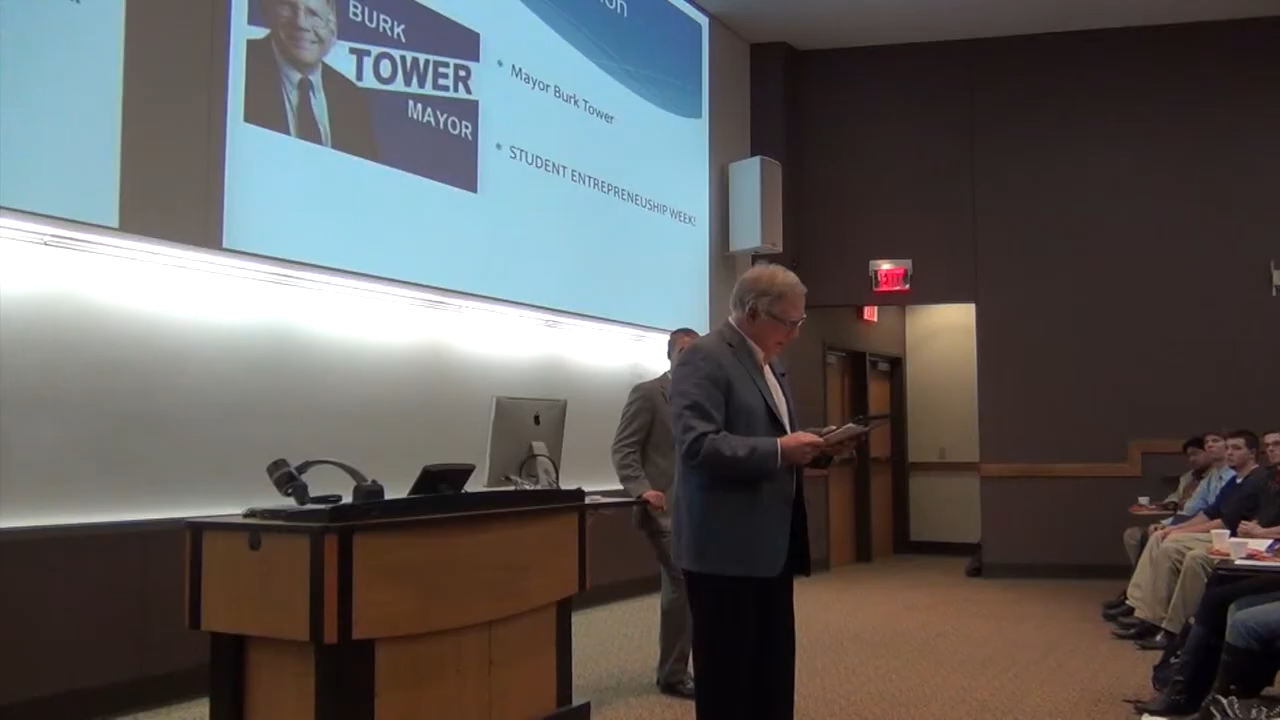 BURK
TOWER
MAYOR
• Mayor Burk Tower
• STUDENT ENTREPRENEUSHIP WEEK!
EXIT